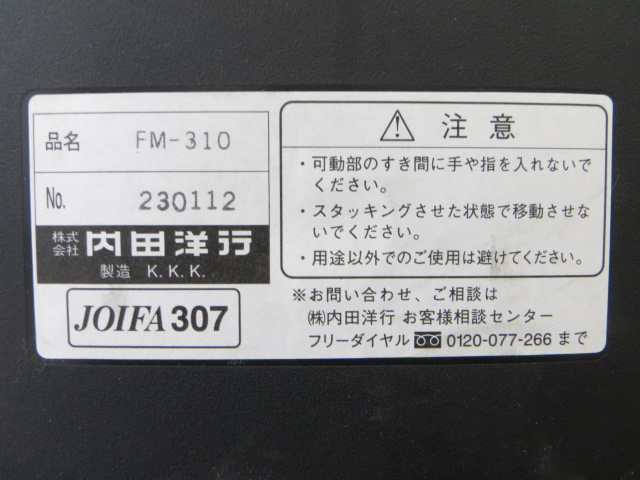 品名 FM-310
No. 230112
株式会社 内田洋行
製造 K.K.K.
JOIFA 307
注意
・可動部のすき間に手や指を入れないで
ください。
・スタッキングさせた状態で移動させな
いでください。
・用途以外でのご使用は避けてください。
※お問い合わせ、ご相談は
㈱内田洋行 お客様相談センター
フリーダイヤル 0120-077-266 まで